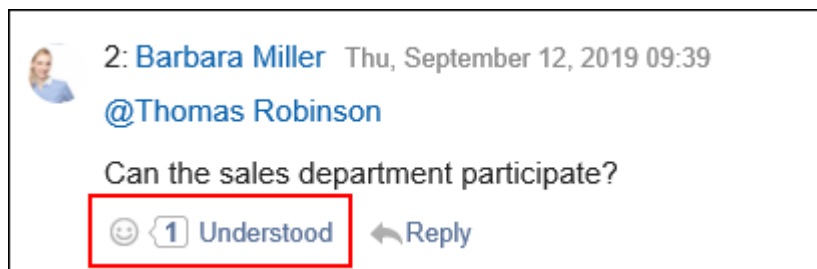 2: Barbara Miller Thu, September 12, 2019 09:39
@Thomas Robinson
Can the sales department participate?
1 Understood Reply